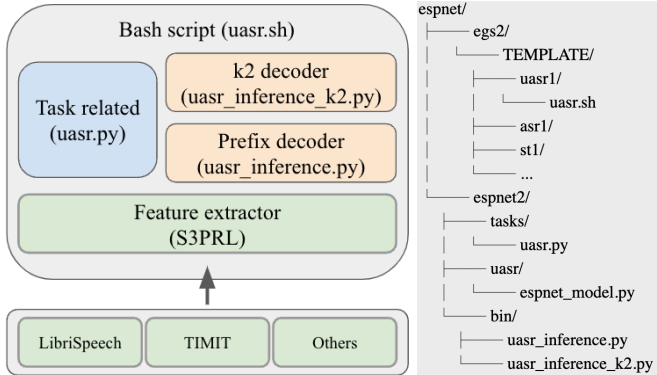 Bash script (uasr.sh)
Task related
(uasr.py)
k2 decoder
(uasr_inference_k2.py)
Prefix decoder
(uasr_inference.py)
Feature extractor
(S3PRL)
LibriSpeech
TIMIT
Others
espnet/
egs2/
TEMPLATE/
uasr1/
uasr.sh
asr1/
st1/
...
espnet2/
tasks/
uasr.py
uasr/
espnet_model.py
bin/
uasr_inference.py
uasr_inference_k2.py